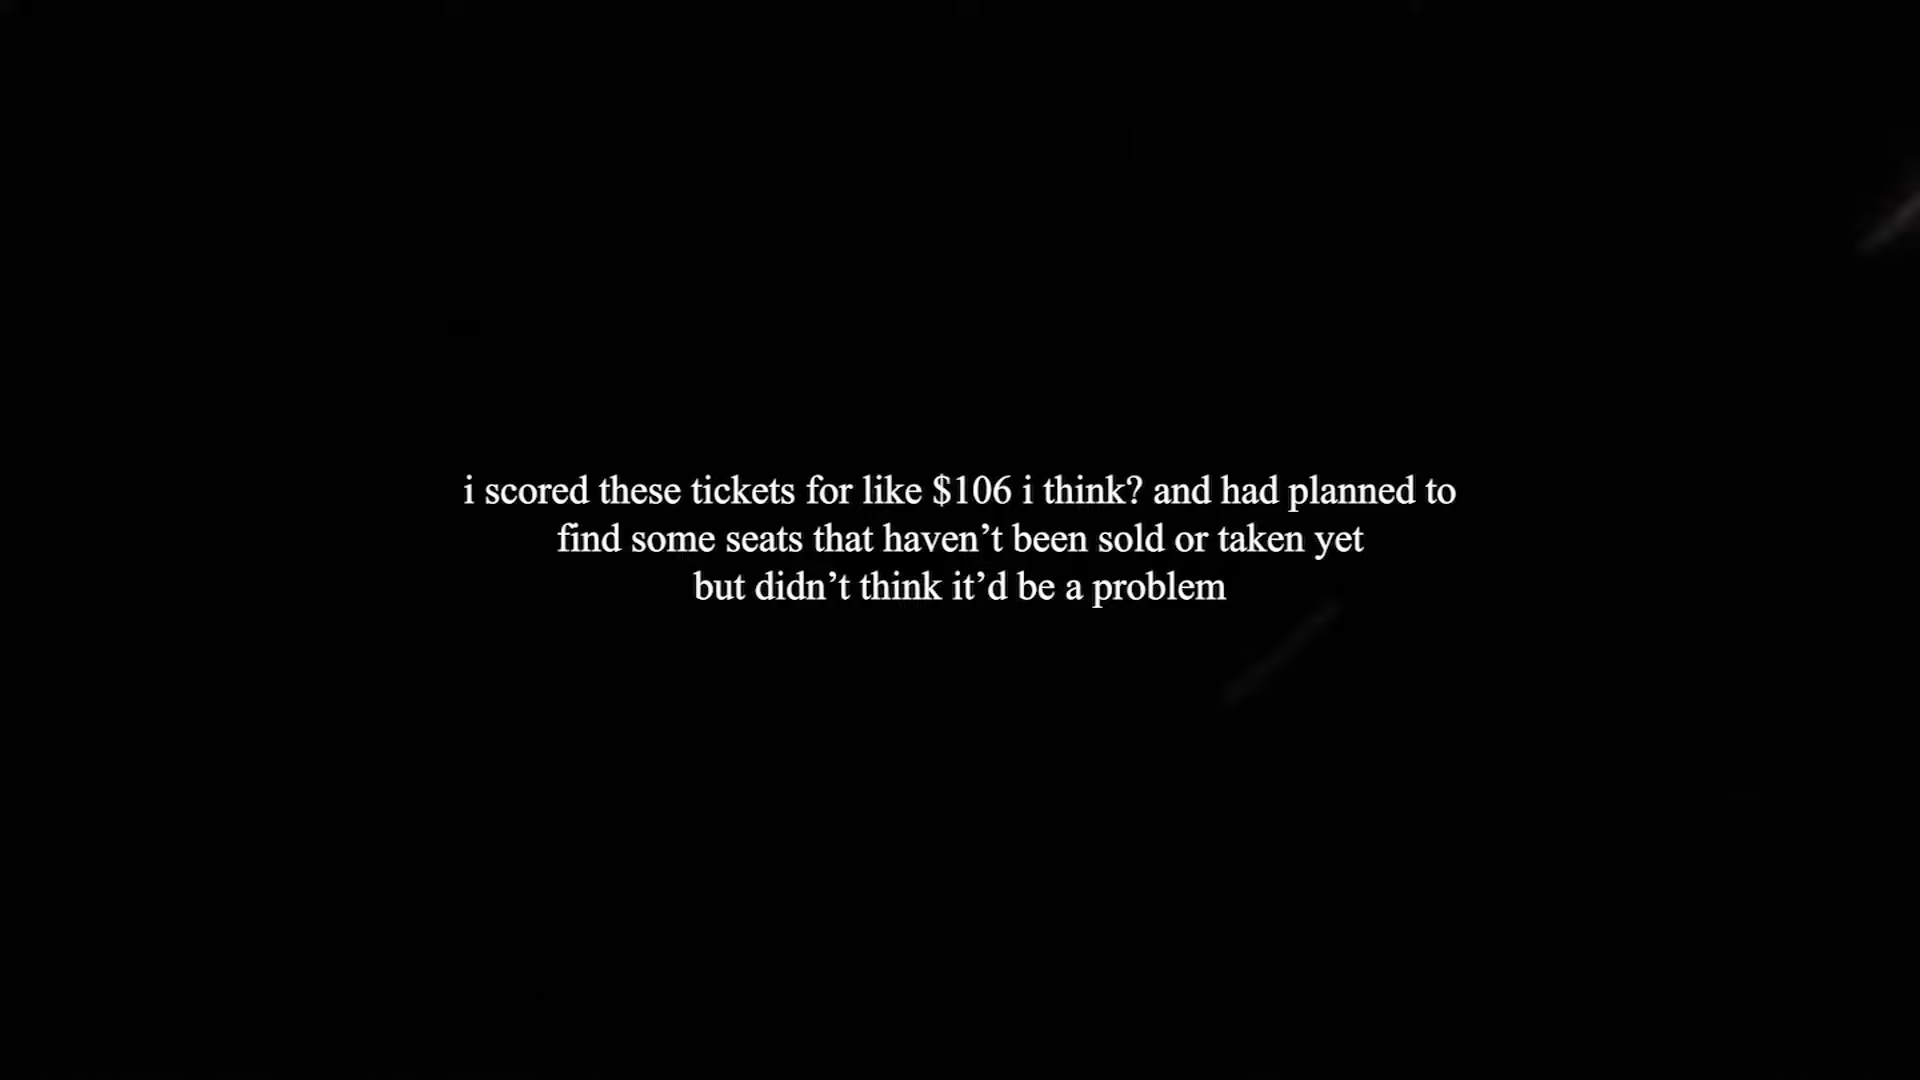 i scored these tickets for like $106 i think? and had planned to
find some seats that haven’t been sold or taken yet
but didn’t think it’d be a problem